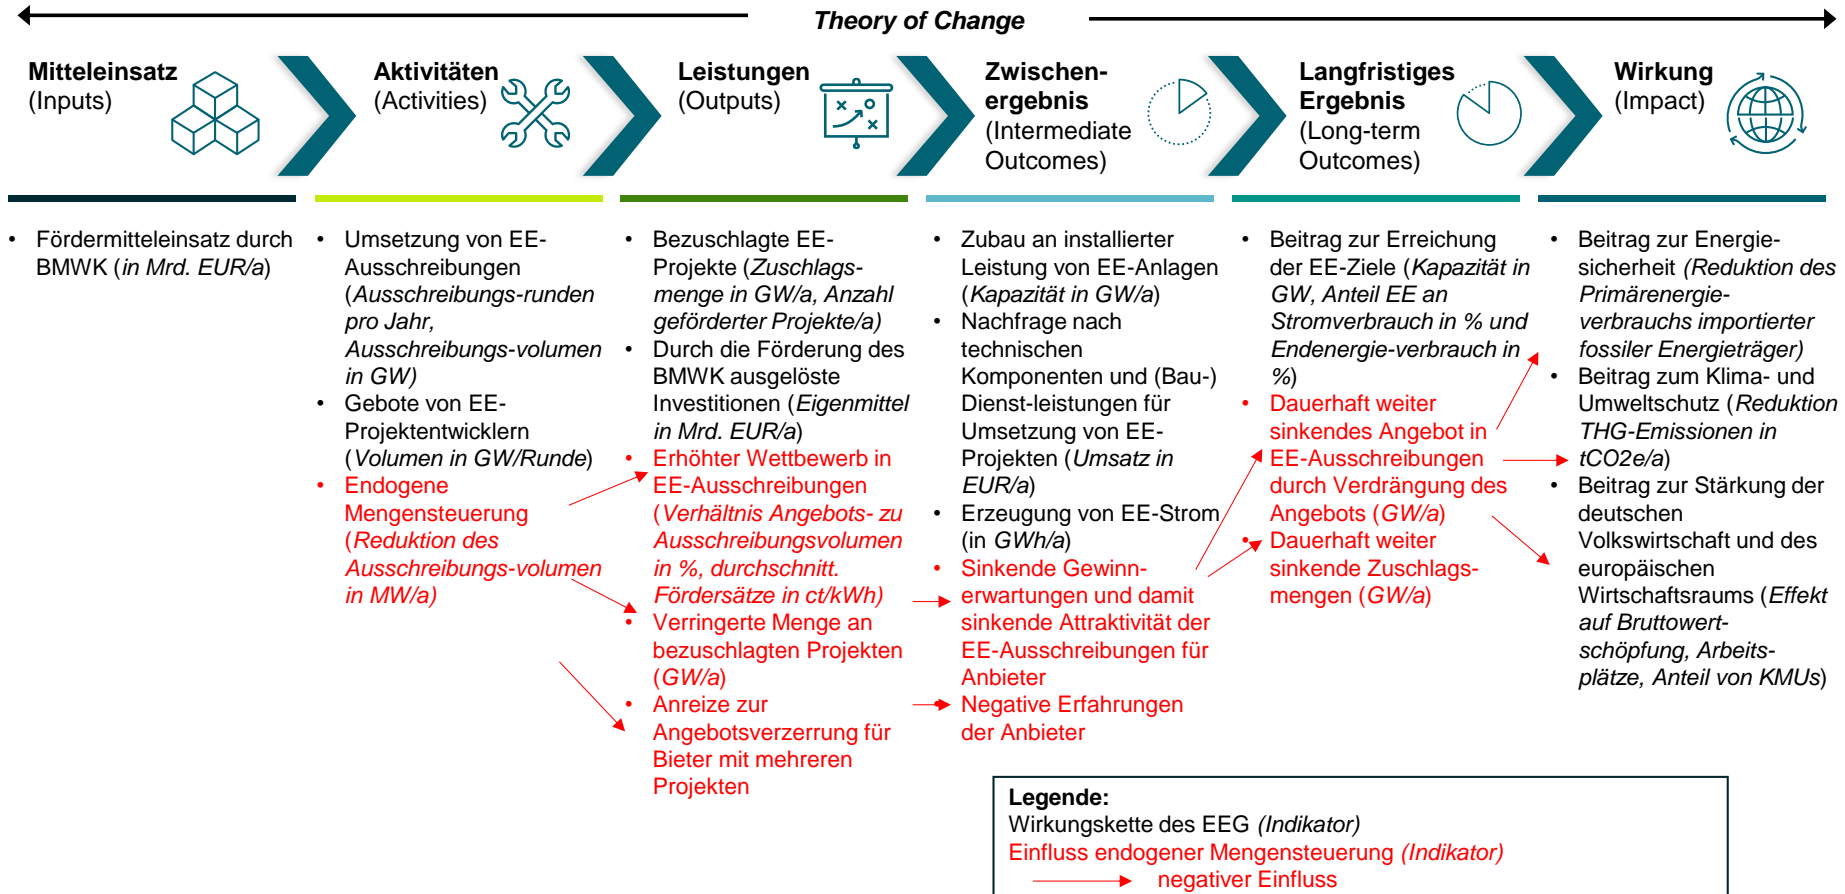 Theory of Change
Mitteleinsatz
(Inputs)
Aktivitäten
(Activities)
Leistungen
(Outputs)
Zwischen-
ergebnis
(Intermediate
Outcomes)
Langfristiges
Ergebnis
(Long-term
Outcomes)
Wirkung
(Impact)
• Fördermitteleinsatz durch
BMWK (in Mrd. EUR/a)
• Umsetzung von EE-
Ausschreibungen
(Ausschreibungs-runden
pro Jahr,
Ausschreibungs-volumen
in GW)
• Gebote von EE-
Projektentwicklern
(Volumen in GW/Runde)
• Endogene
Mengensteuerung
(Reduktion des
Ausschreibungs-volumen
in MW/a)
• Bezuschlagte EE-
Projekte (Zuschlags-
menge in GW/a, Anzahl
geförderter Projekte/a)
• Durch die Förderung des
BMWK ausgelöste
Investitionen (Eigenmittel
in Mrd. EUR/a)
• Erhöhter Wettbewerb in
EE-Ausschreibungen
(Verhältnis Angebots- zu
Ausschreibungsvolumen
in %, durchschnitt.
Fördersätze in ct/kWh)
• Verringerte Menge an
bezuschlagten Projekten
(GW/a)
• Anreize zur
Angebotsverzerrung für
Bieter mit mehreren
Projekten
• Zubau an installierter
Leistung von EE-Anlagen
(Kapazität in GW/a)
• Nachfrage nach
technischen
Komponenten und (Bau-)
Dienst-leistungen für
Umsetzung von EE-
Projekten (Umsatz in
EUR/a)
• Erzeugung von EE-Strom
(in GWh/a)
• Sinkende Gewinn-
erwartungen und damit
sinkende Attraktivität der
EE-Ausschreibungen für
Anbieter
• Negative Erfahrungen
der Anbieter
• Beitrag zur Erreichung
der EE-Ziele (Kapazität in
GW, Anteil EE an
Stromverbrauch in % und
Endenergie-verbrauch in
%)
• Dauerhaft weiter
sinkendes Angebot in
EE-Ausschreibungen
durch Verdrängung des
Angebots (GW/a)
• Dauerhaft weiter
sinkende Zuschlags-
mengen (GW/a)
• Beitrag zur Energie-
sicherheit (Reduktion des
Primärenergie-
verbrauchs importierter
fossiler Energieträger)
• Beitrag zum Klima- und
Umweltschutz (Reduktion
THG-Emissionen in
tCO2e/a)
• Beitrag zur Stärkung der
deutschen
Volkswirtschaft und des
europäischen
Wirtschaftsraums (Effekt
auf Bruttowert-
schöpfung, Arbeits-
plätze, Anteil von KMUs)
Legende:
Wirkungskette des EEG (Indikator)
Einfluss endogener Mengensteuerung (Indikator)
negativer Einfluss